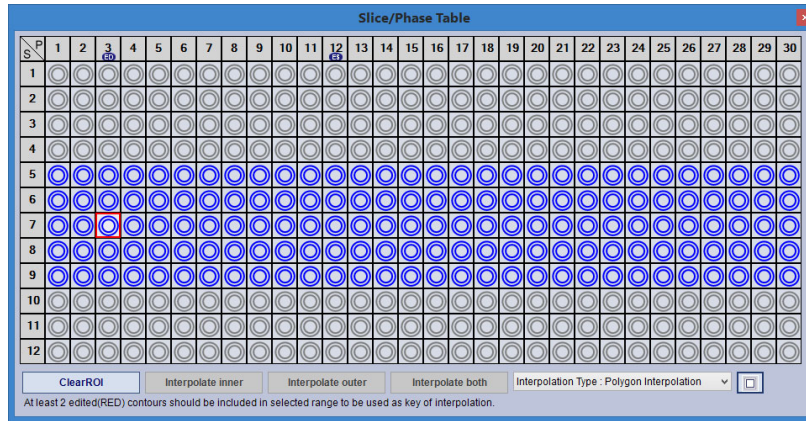 Slice/Phase Table
S P 1 2 3 4 5 6 7 8 9 10 11 12 13 14 15 16 17 18 19 20 21 22 23 24 25 26 27 28 29 30
ED
1
2
3
4
5
6
7
8
9
10
11
12
ClearROI Interpolate inner Interpolate outer Interpolate both Interpolation Type : Polygon Interpolation
At least 2 edited(RED) contours should be included in selected range to be used as key of interpolation.